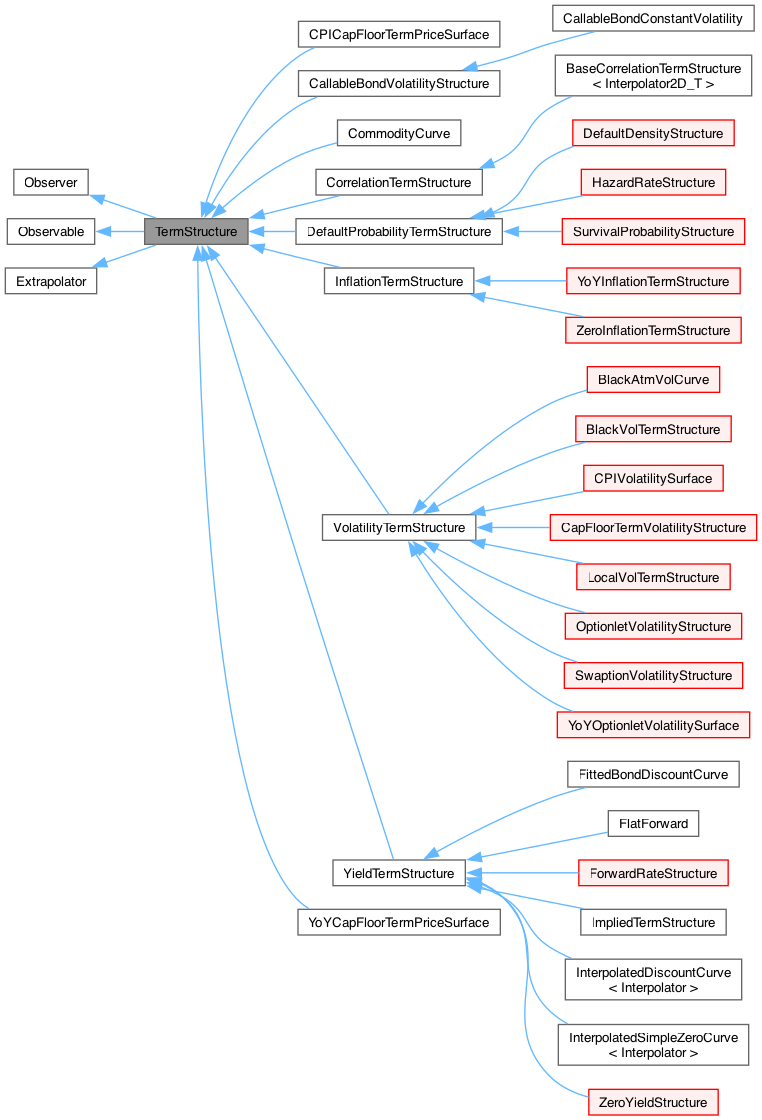 Observer
Observable
Extrapolator
TermStructure
CPICapFloorTermPriceSurface
CallableBondVolatilityStructure
CommodityCurve
CorrelationTermStructure
DefaultProbabilityTermStructure
InflationTermStructure
VolatilityTermStructure
YieldTermStructure
YoYCapFloorTermPriceSurface
CallableBondConstantVolatility
BaseCorrelationTermStructure
< Interpolator2D_T >
DefaultDensityStructure
HazardRateStructure
SurvivalProbabilityStructure
YoYInflationTermStructure
ZeroInflationTermStructure
BlackAtmVolCurve
BlackVolTermStructure
CPIVolatilitySurface
CapFloorTermVolatilityStructure
LocalVolTermStructure
OptionletVolatilityStructure
SwaptionVolatilityStructure
YoYOptionletVolatilitySurface
FittedBondDiscountCurve
FlatForward
ForwardRateStructure
ImpliedTermStructure
InterpolatedDiscountCurve
< Interpolator >
InterpolatedSimpleZeroCurve
< Interpolator >
ZeroYieldStructure